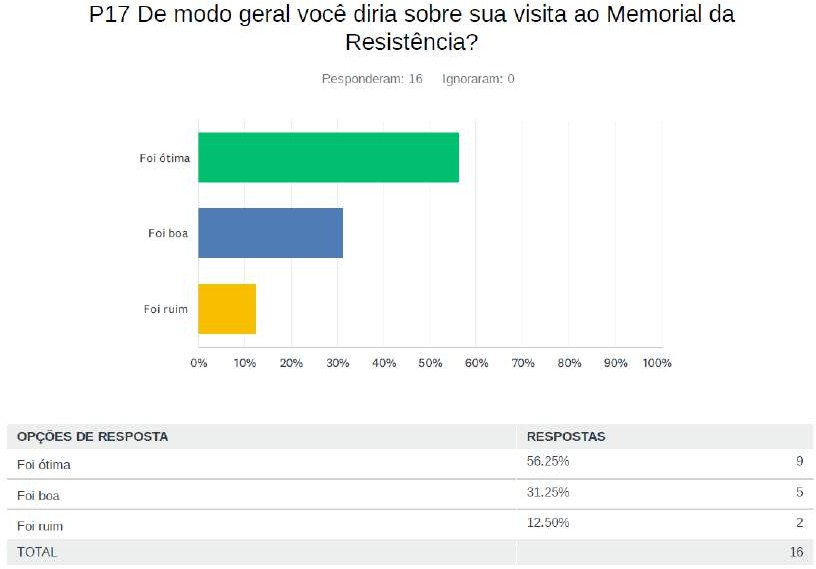 P17 De modo geral você diria sobre sua visita ao Memorial da
Resistência?
Responderam: 16 Ignoraram: 0
Foi ótima
Foi boa
Foi ruim
0% 10% 20% 30% 40% 50% 60% 70% 80% 90% 100%
OPÇÕES DE RESPOSTA RESPOSTAS
Foi ótima 56.25% 9
Foi boa 31.25% 5
Foi ruim 12.50% 2
TOTAL 16